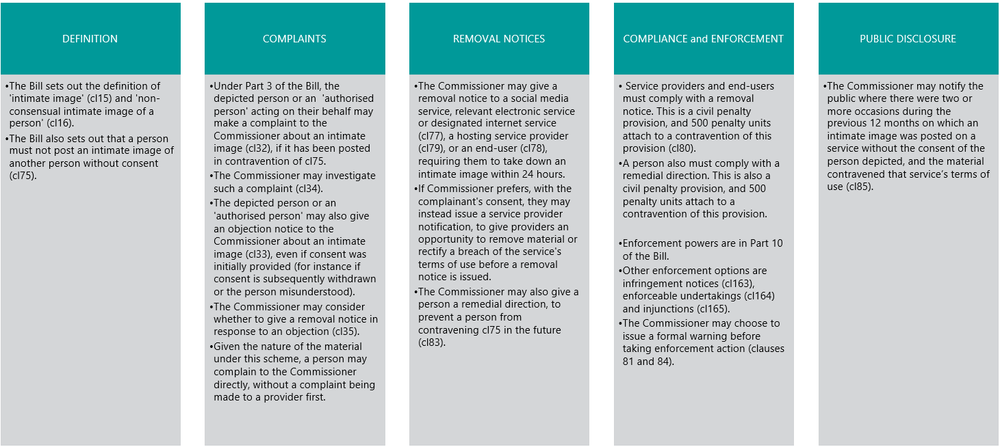 DEFINITION
•The Bill sets out the definition of
'intimate image' (cl15) and 'non-
consensual intimate image of a
person' (cl16).
•The Bill also sets out that a person
must not post an intimate image of
another person without consent
(cl75).
COMPLAINTS
•Under Part 3 of the Bill, the
depicted person or an 'authorised
person' acting on their behalf may
make a complaint to the
Commissioner about an intimate
image (cl32), if it has been posted
in contravention of cl75.
•The Commissioner may investigate
such a complaint (cl34).
•The depicted person or an
'authorised person' may also give
an objection notice to the
Commissioner about an intimate
image (cl33), even if consent was
initially provided (for instance if
consent is subsequently withdrawn
or the person misunderstood).
•The Commissioner may consider
whether to give a removal notice in
response to an objection (cl35).
•Given the nature of the material
under this scheme, a person may
complain to the Commissioner
directly, without a complaint being
made to a provider first.
REMOVAL NOTICES
•The Commissioner may give a
removal notice to a social media
service, relevant electronic service
or designated internet service
(cl77), a hosting service provider
(cl79), or an end-user (cl78),
requiring them to take down an
intimate image within 24 hours.
•If Commissioner prefers, with the
complainant's consent, they may
instead issue a service provider
notification, to give providers an
opportunity to remove material or
rectify a breach of the service's
terms of use before a removal
notice is issued.
•The Commissioner may also give a
person a remedial direction, to
prevent a person from
contravening cl75 in the future
(cl83).
COMPLIANCE and ENFORCEMENT
• Service providers and end-users
must comply with a removal
notice. This is a civil penalty
provision, and 500 penalty units
attach to a contravention of this
provision (cl80).
•A person also must comply with a
remedial direction. This is also a
civil penalty provision, and 500
penalty units attach to a
contravention of this provision.
•Enforcement powers are in Part 10
of the Bill.
•Other enforcement options are
infringement notices (cl163),
enforceable undertakings (cl164)
and injunctions (cl165).
•The Commissioner may choose to
issue a formal warning before
taking enforcement action (clauses
81 and 84).
PUBLIC DISCLOSURE
•The Commissioner may notify the
public where there were two or
more occasions during the
previous 12 months on which an
intimate image was posted on a
service without the consent of the
person depicted, and the material
contravened that service's terms of
use (cl85).